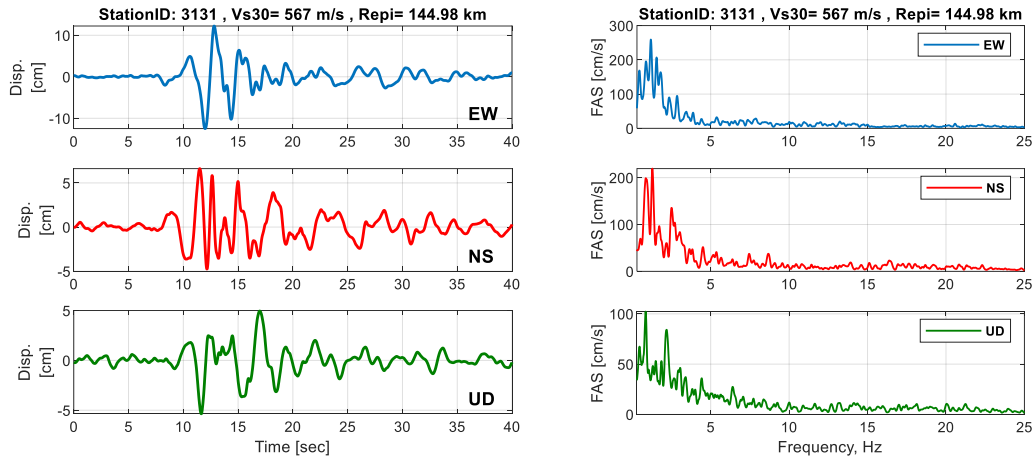 StationID: 3131 , Vs30= 567 m/s , Repi= 144.98 km
10
0
-10
Disp.
[cm]
EW
0 5 10 15 20 25 30 35 40
5
0
-5
Disp.
[cm]
NS
0 5 10 15 20 25 30 35 40
5
0
-5
Disp.
[cm]
UD
0 5 10 15 20 25 30 35 40
Time [sec]
StationID: 3131 , Vs30= 567 m/s , Repi= 144.98 km
300
200
100
0
FAS [cm/s]
EW
5 10 15 20 25
200
100
0
FAS [cm/s]
NS
5 10 15 20 25
100
50
0
FAS [cm/s]
UD
5 10 15 20 25
Frequency, Hz